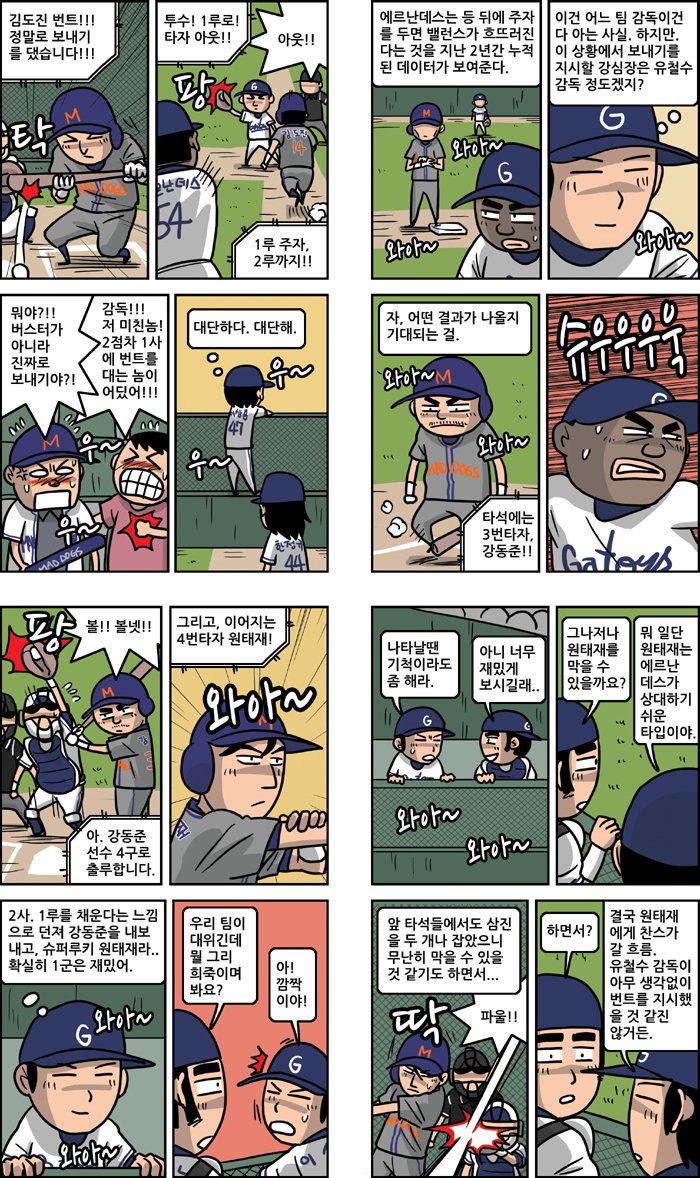 김도진 번트!!!
정말로 보내기
를 댔습니다!!!
탁
M
MAD DOGS
투수! 1루로!
타자 아웃!!
아웃!!
팡
김도진
14
난데스
54
1루 주자,
2루까지!!
뭐야?!!
버스터가
아니라
진짜로
보내기야?!
감독!!!
저 미친놈!
2점차 1사
에 번트를
대는 놈이
어딨어!!!
우~
우~
M
MAD DOGS
대단하다. 대단해.
우~
우~
47
44
에르난데스는 등 뒤에 주자
를 두면 밸런스가 흐뜨러진
다는 것을 지난 2년간 누적
된 데이터가 보여준다.
M
와아~
G
와아~
이건 어느 팀 감독이건
다 아는 사실. 하지만.
이 상황에서 보내기를
지시할 강심장은 유철수
감독 정도겠지?
G
와아~
자, 어떤 결과가 나올지
기대되는 걸.
와아~
M
와아~
MAD DOGS
타석에는
3번타자,
강동준!!
슈우우우욱
G
Gators
팡
볼!! 볼넷!!
M
아. 강동준
선수 4구로
출루합니다.
그리고, 이어지는
4번타자 원태재!
와아~
M
2사. 1루를 채운다는 느낌
으로 던져 강동준을 내보
내고, 슈퍼루키 원태재라..
확실히 1군은 재밌어.
와아~
G
와아~
우리 팀이
대위긴데
뭘 그리
희죽이며
봐요?
아!
깜짝
이야!
G
나타날땐
기척이라도
좀 해라.
아니 너무
재밌게
보시길래..
G
G
와아~
와아~
그나저나
원태재를
막을 수
있을까요?
뭐 일단
원태재는
에르난
데스가
상대하기
쉬운
타입이야.
앞 타석들에서도 삼진
을 두 개나 잡았으니
무난히 막을 수 있을
것 같기도 하면서...
딱
파울!!
M
하면서?
결국 원태재
에게 찬스가
갈 흐름.
유철수 감독이
아무 생각없이
번트를 지시했
을 것 같진
않거든.
G